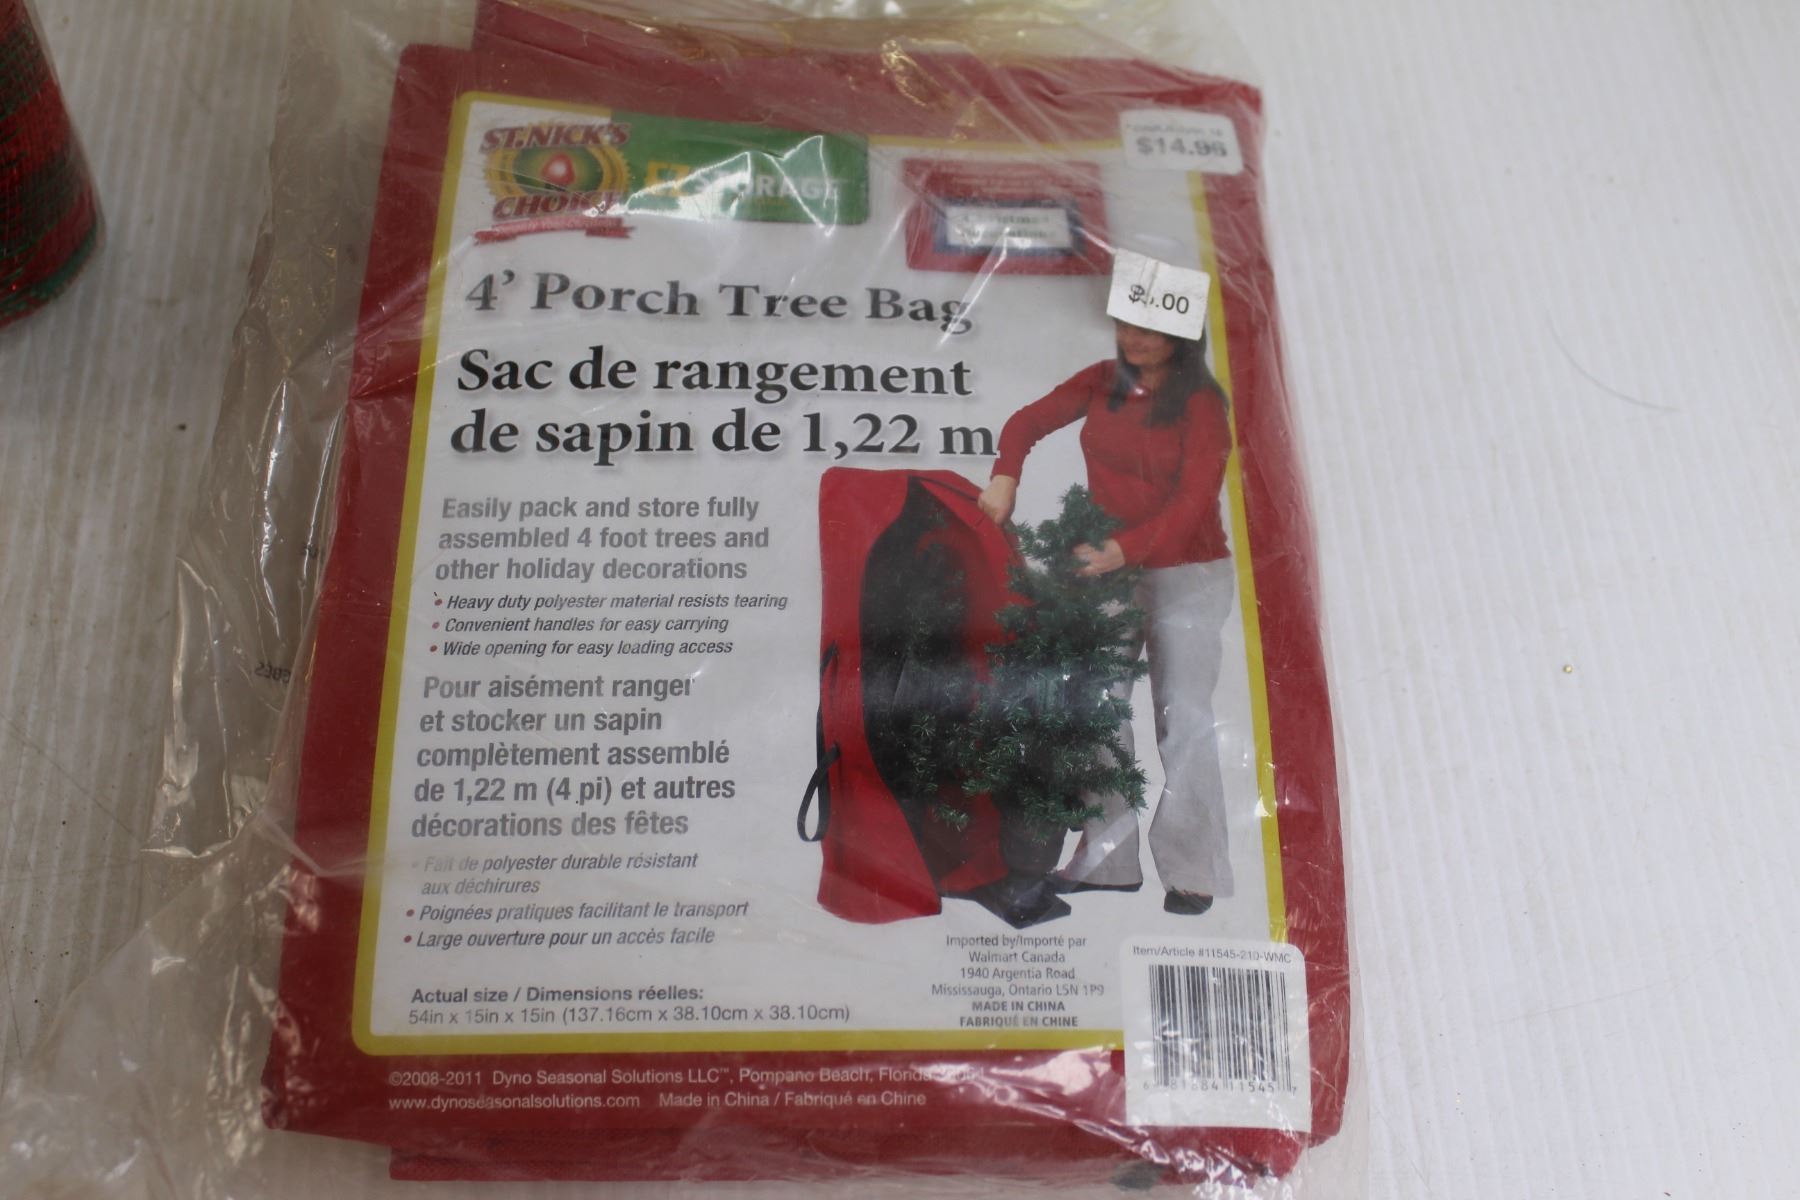 ST.NICK'S
CHOICE
EZ STORAGE
$14.96
Christmas
.00
4' Porch Tree Bag
Sac de rangement
de sapin de 1,22 m
Easily pack and store fully
assembled 4 foot trees and
other holiday decorations
• Heavy duty polyester material resists tearing
• Convenient handles for easy carrying
• Wide opening for easy loading access
Pour aisément ranger
et stocker un sapin
complètement assemblé
de 1,22 m (4 pi) et autres
décorations des fêtes
• Fait de polyester durable résistant
aux déchirures
• Poignées pratiques facilitant le transport
• Large ouverture pour un accès facile
Actual size / Dimensions réelles:
54in x 15in x 15in (137.16cm x 38.10cm x 38.10cm)
Imported by/Importé par
Walmart Canada
1940 Argentia Road
Mississauga, Ontario L5N 1P9
MADE IN CHINA
FABRIQUÉ EN CHINE
Item/Article #11545-210-WMC
©2008-2011 Dyno Seasonal Solutions LLC™, Pompano Beach, Florida
www.dynoseasonalsolutions.com Made in China / Fabriqué en Chine